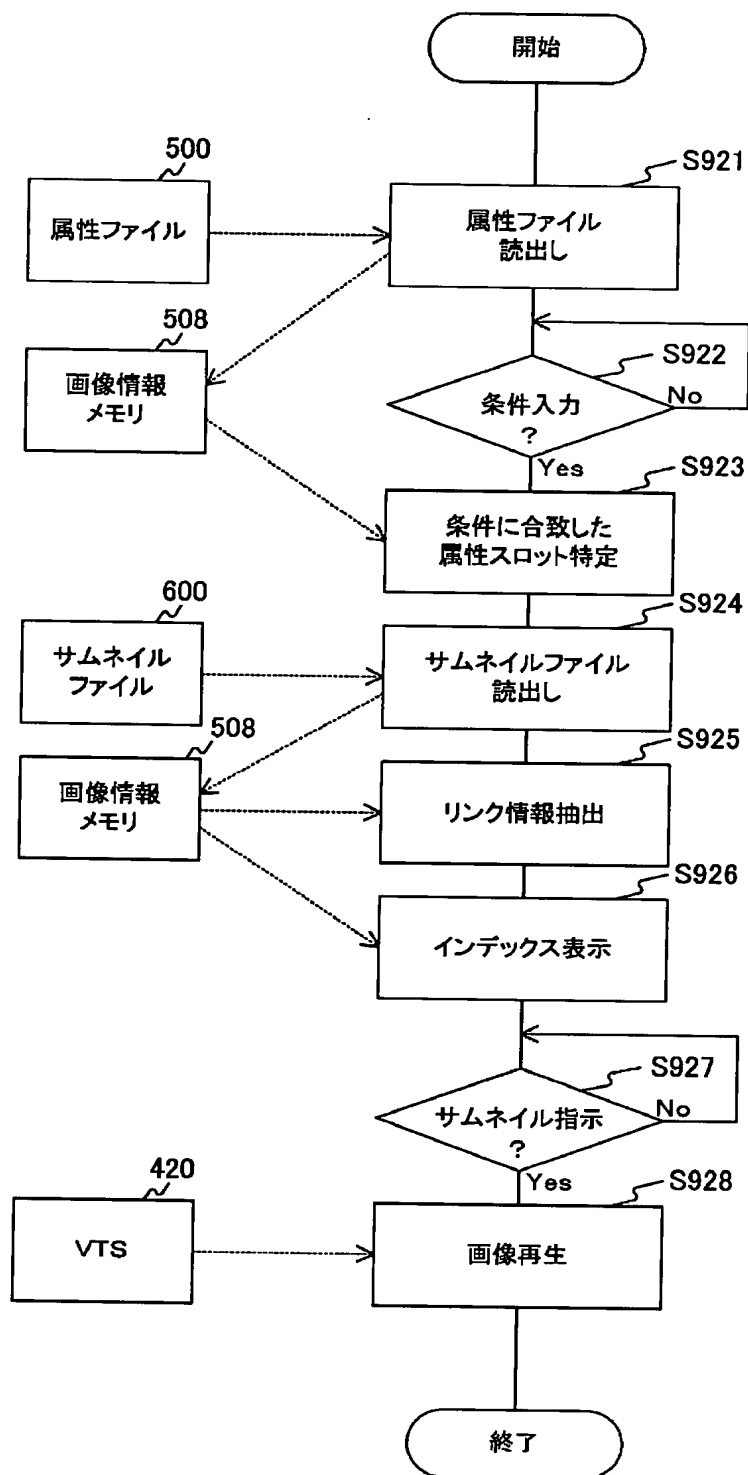 開始
500
S921
属性ファイル
属性ファイル
読出し
508
S922
画像情報
メモリ
条件入力
?
No
Yes
S923
条件に合致した
属性スロット特定
600
S924
サムネイル
ファイル
サムネイルファイル
読出し
508
S925
画像情報
メモリ
リンク情報抽出
S926
インデックス表示
S927
サムネイル指示
?
No
Yes
420
S928
VTS
画像再生
終了